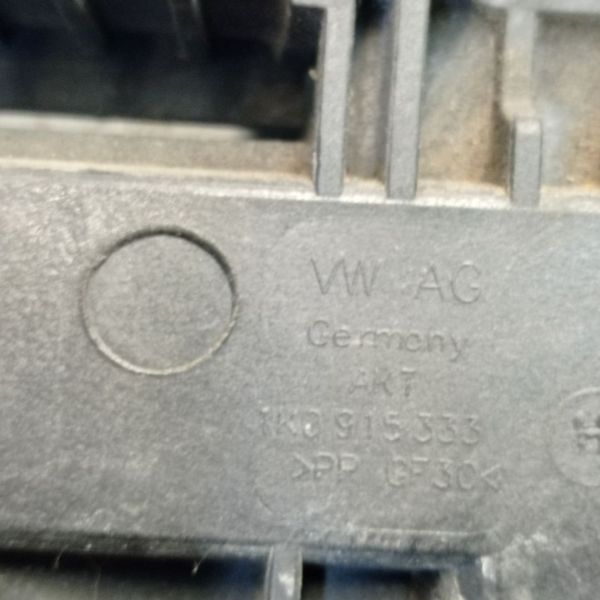 VW AG
Germany
AKT
1K0 915 333
>PP GF30<